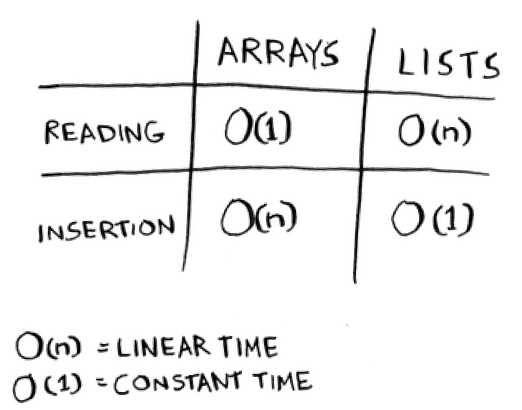 ARRAYS LISTS
READING O(1) O(n)
INSERTION O(n) O(1)
O(n) = LINEAR TIME
O(1) = CONSTANT TIME